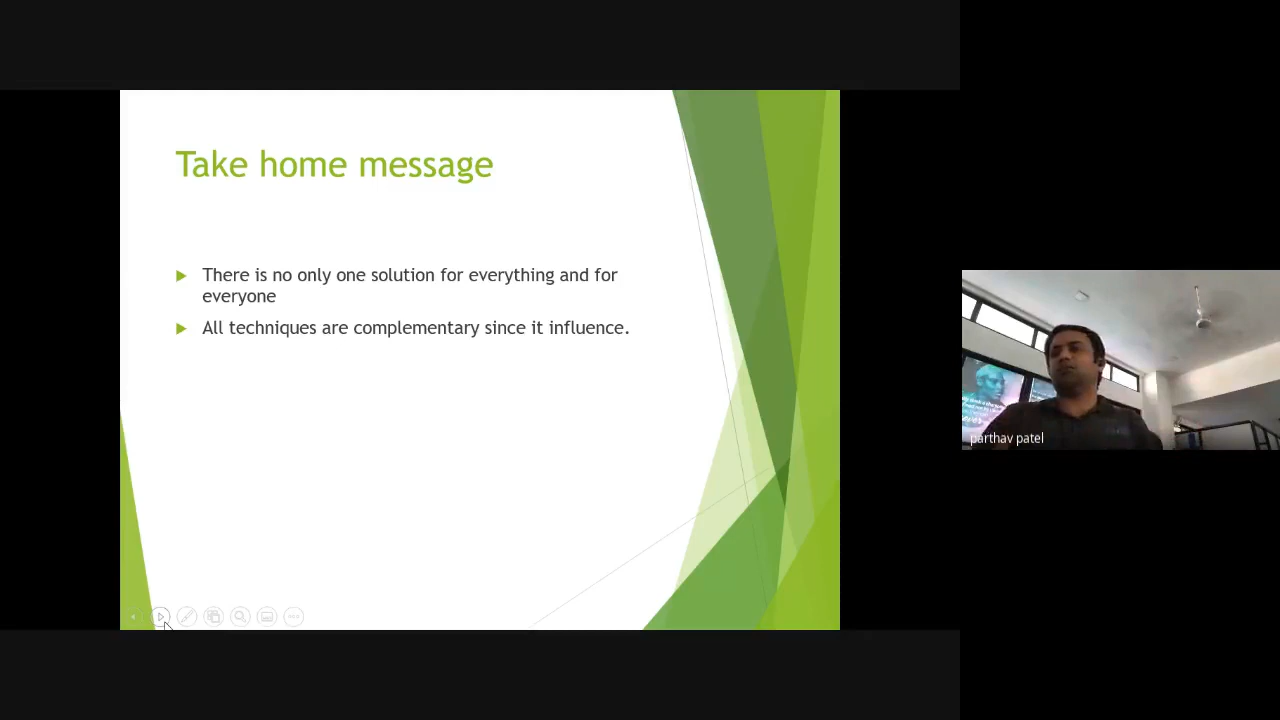 Take home message
There is no only one solution for everything and for
everyone
All techniques are complementary since it influence.
parthav patel